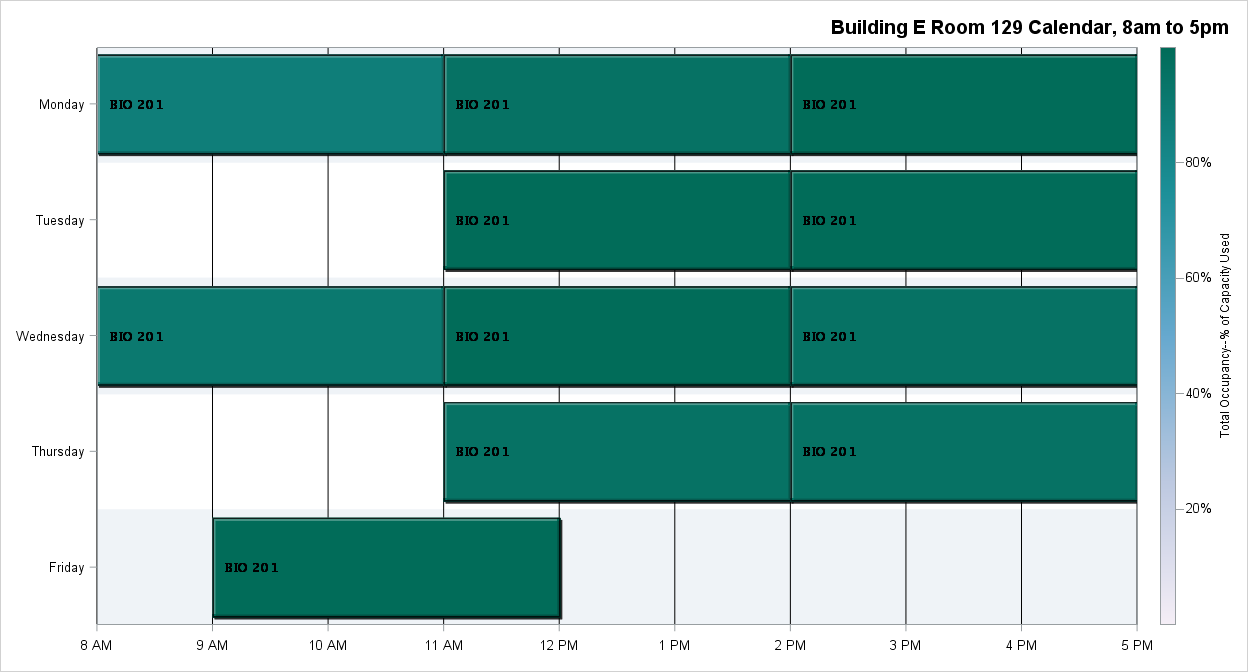 Building E Room 129 Calendar, 8am to 5pm
Monday
BIO 201
BIO 201
BIO 201
Tuesday
BIO 201
BIO 201
Wednesday
BIO 201
BIO 201
BIO 201
Thursday
BIO 201
BIO 201
Friday
BIO 201
8 AM
9 AM
10 AM
11 AM
12 PM
1 PM
2 PM
3 PM
4 PM
5 PM
80%
60%
40%
20%
Total Occupancy--% of Capacity Used